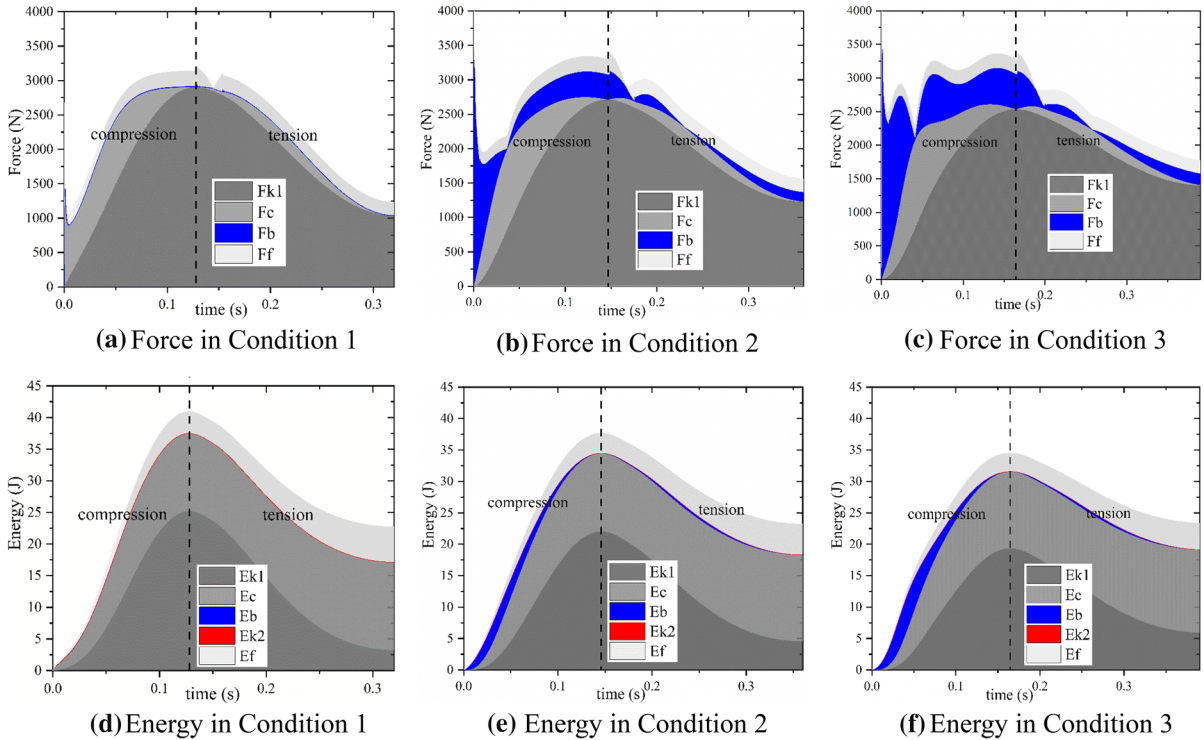 4000
3500
3000
2500
2000
1500
1000
500
0
Force (N)
compression
tension
Fk1
Fc
Fb
Ff
0.0
0.1
0.2
0.3
time (s)
(a) Force in Condition 1
4000
3500
3000
2500
2000
1500
1000
500
0
Force (N)
compression
tension
Fk1
Fc
Fb
Ff
0.0
0.1
0.2
0.3
time (s)
(b) Force in Condition 2
4000
3500
3000
2500
2000
1500
1000
500
0
Force (N)
compression
tension
Fk1
Fc
Fb
Ff
0.0
0.1
0.2
0.3
time (s)
(c) Force in Condition 3
45
40
35
30
25
20
15
10
5
0
Energy (J)
compression
tension
Ek1
Ec
Eb
Ek2
Ef
0.0
0.1
0.2
0.3
time (s)
(d) Energy in Condition 1
45
40
35
30
25
20
15
10
5
0
Energy (J)
compression
tension
Ek1
Ec
Eb
Ek2
Ef
0.0
0.1
0.2
0.3
time (s)
(e) Energy in Condition 2
45
40
35
30
25
20
15
10
5
0
Energy (J)
compression
tension
Ek1
Ec
Eb
Ek2
Ef
0.0
0.1
0.2
0.3
time (s)
(f) Energy in Condition 3